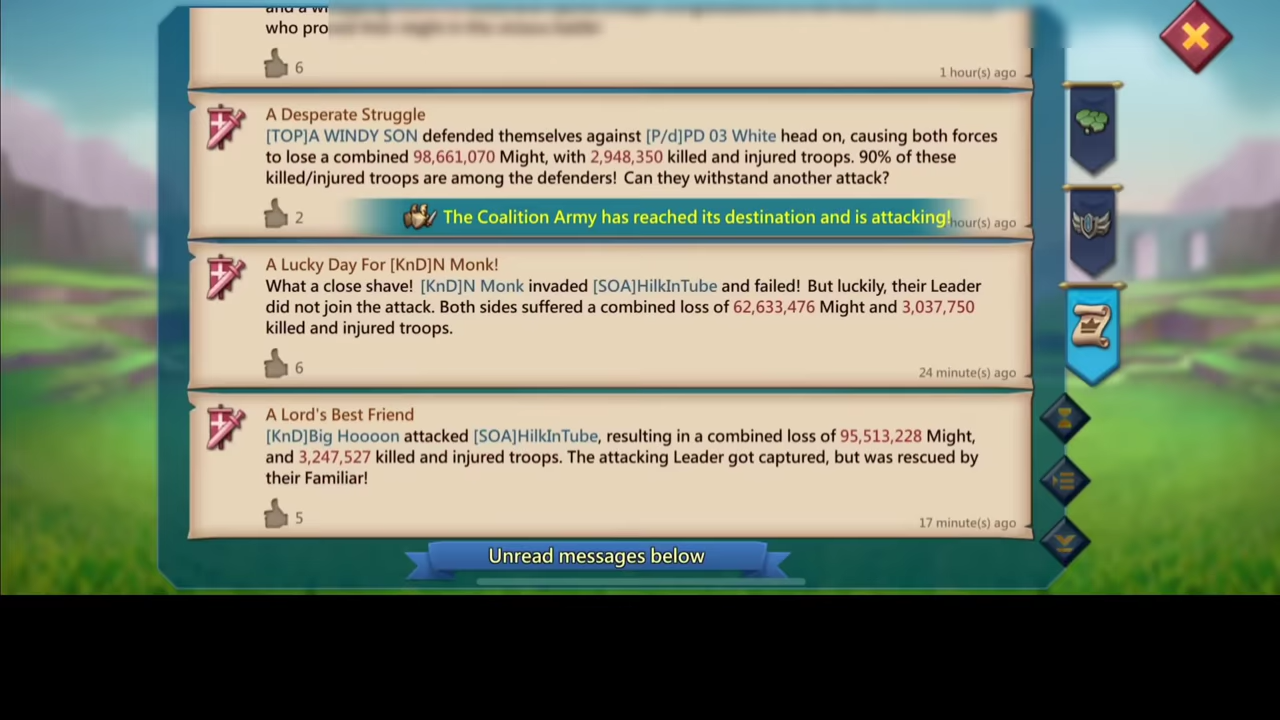 who pro
6
1 hour(s) ago
A Desperate Struggle
[TOP]A WINDY SON defended themselves against [P/d]PD 03 White head on, causing both forces
to lose a combined 98,661,070 Might, with 2,948,350 killed and injured troops. 90% of these
killed/injured troops are among the defenders! Can they withstand another attack?
2
The Coalition Army has reached its destination and is attacking!
hour(s) ago
A Lucky Day For [KnD]N Monk!
What a close shave! [KnD]N Monk invaded [SOA]HilkInTube and failed! But luckily, their Leader
did not join the attack. Both sides suffered a combined loss of 62,633,476 Might and 3,037,750
killed and injured troops.
6
24 minute(s) ago
A Lord's Best Friend
[KnD]Big Hoooon attacked [SOA]HilkInTube, resulting in a combined loss of 95,513,228 Might,
and 3,247,527 killed and injured troops. The attacking Leader got captured, but was rescued by
their Familiar!
5
17 minute(s) ago
Unread messages below